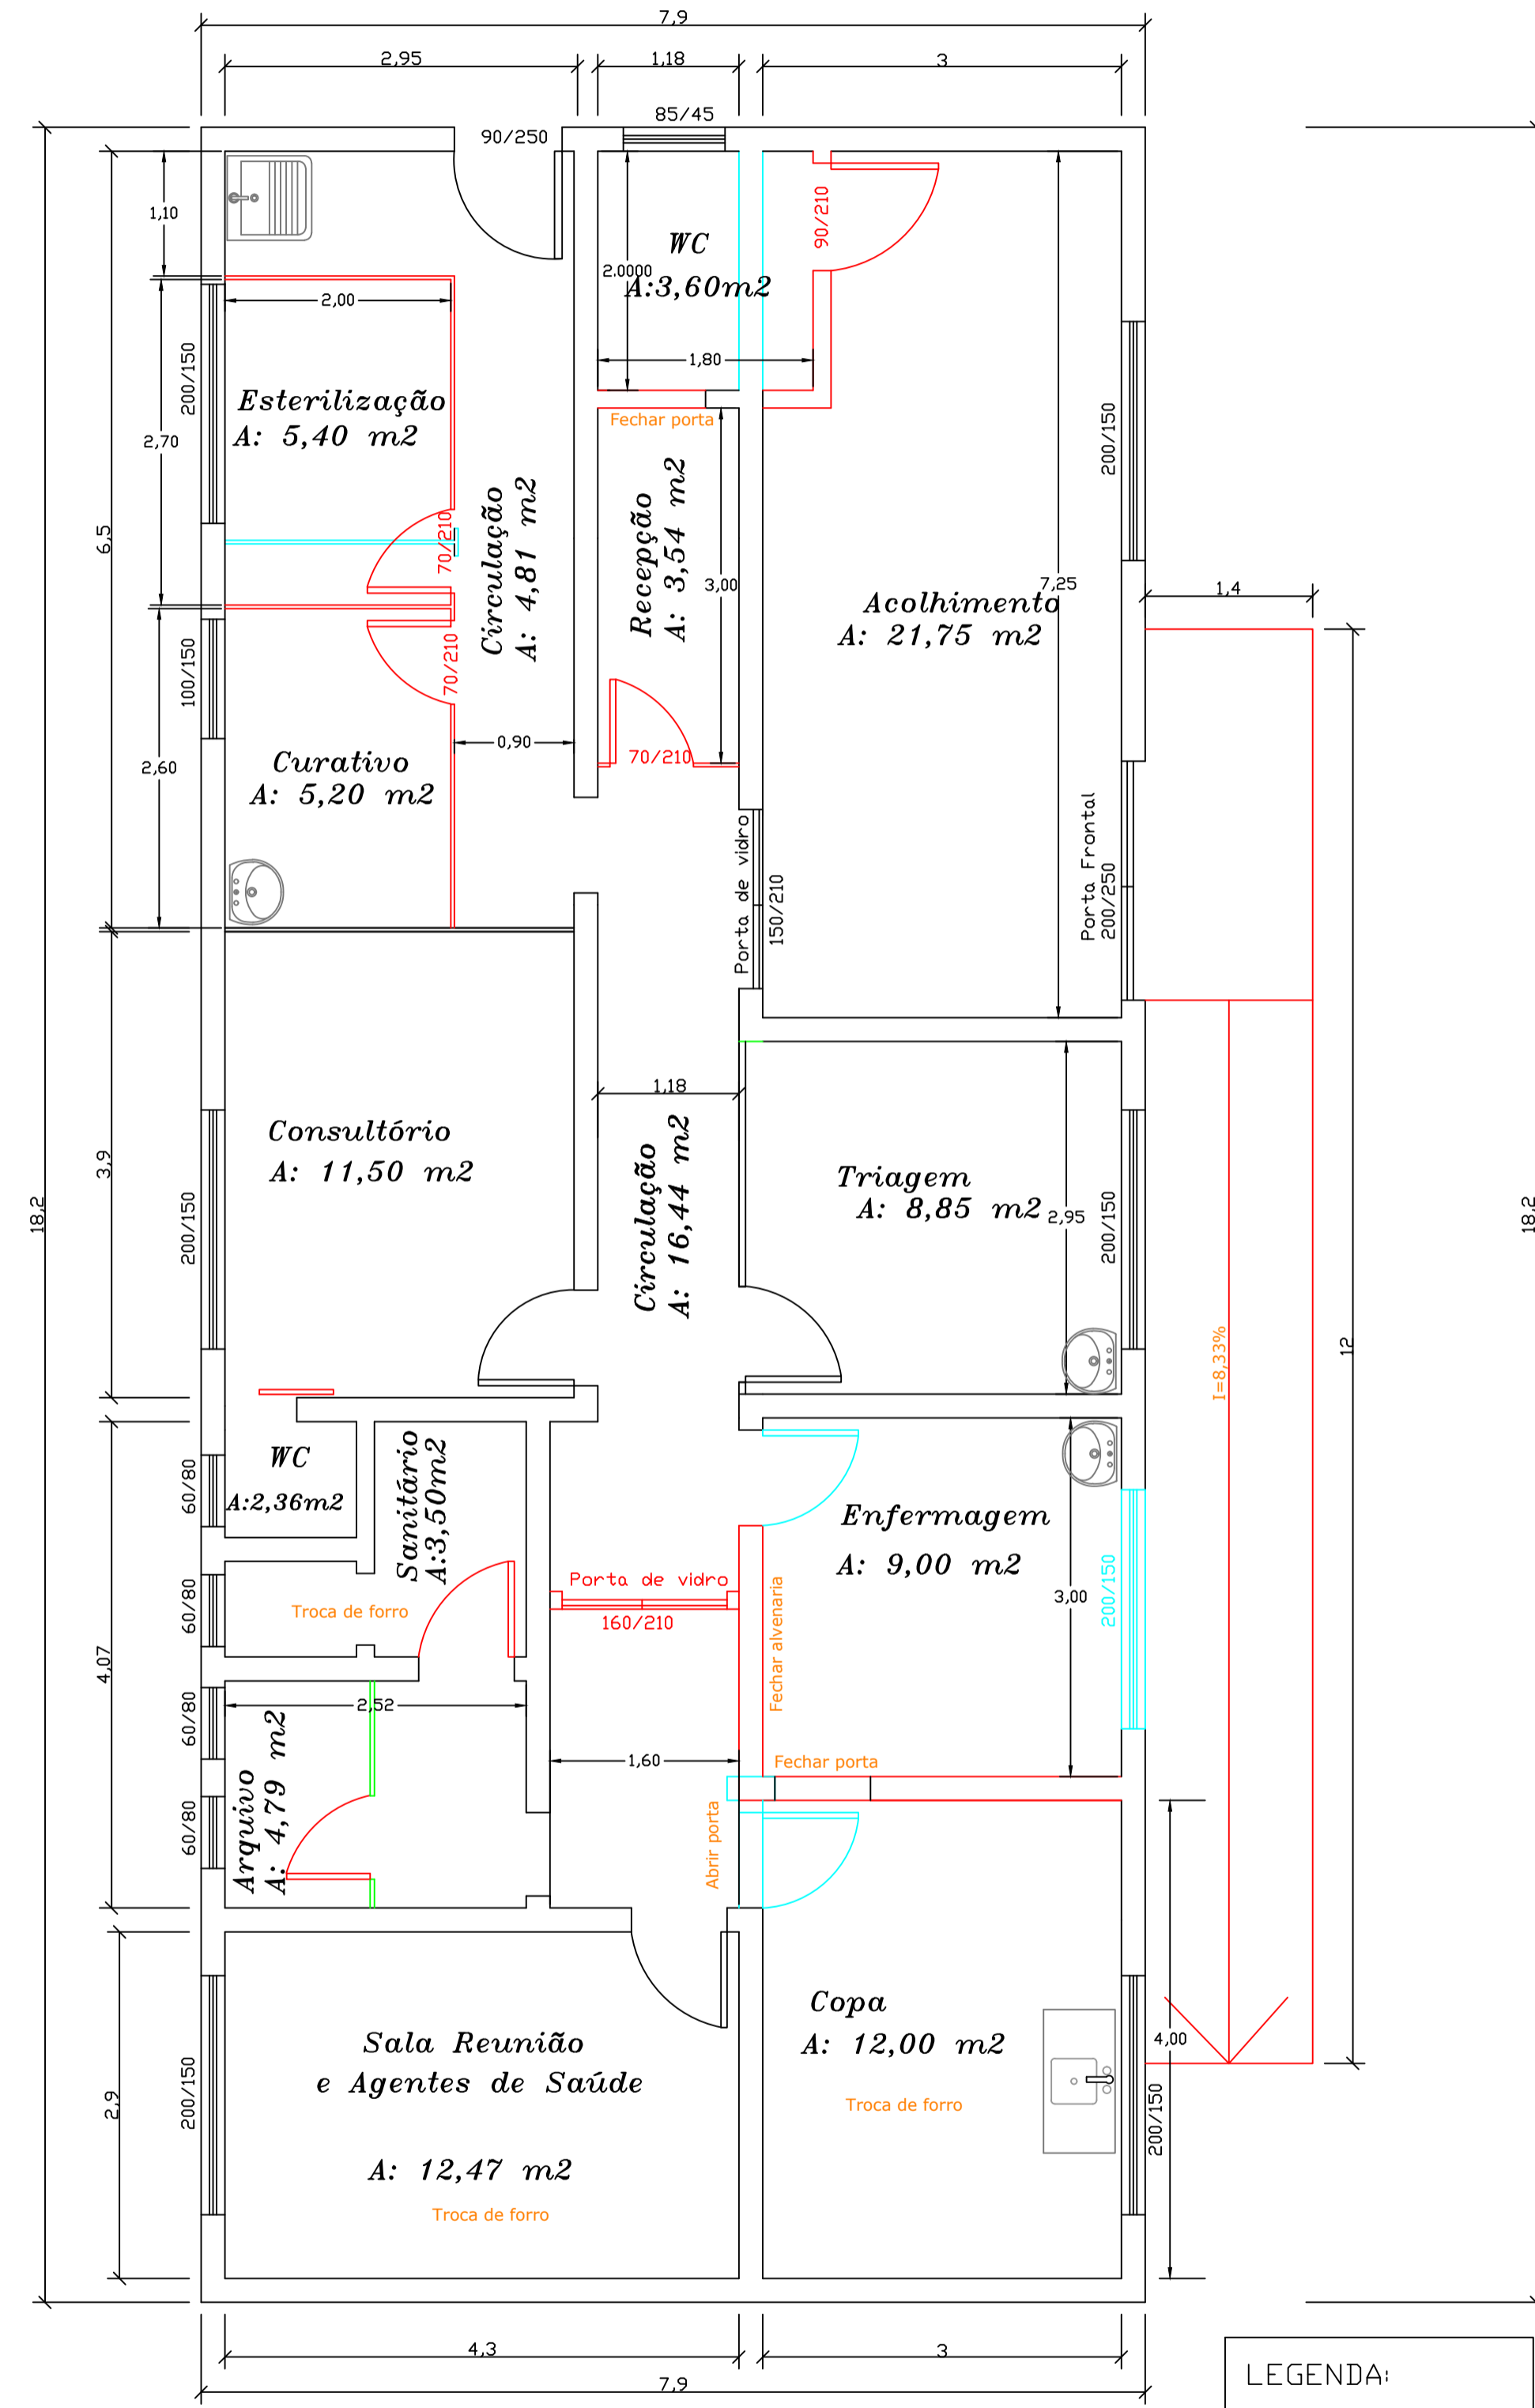 7,9
2,95
1,18
3
85/45
90/250
1,10
WC
A:3,60m2
2.0000
90/210
2,00
1,80
200/150
Esterilização
A: 5,40 m2
2,70
Fechar porta
200/150
6,5
70/210
Circulação
A: 4,81 m2
Recepção
A: 3,54 m2
3,00
7,25
Acolhimento
A: 21,75 m2
1,4
100/150
70/210
0,90
70/210
2,60
Curativo
A: 5,20 m2
Porta de vidro
150/210
Porta Frontal
200/250
1,18
3,9
Consultório
A: 11,50 m2
Circulação
A: 16,44 m2
Triagem
A: 8,85 m2
2,95
200/150
200/150
18,2
18,2
I=8,33%
12
WC
A:2,36m2
60/80
Sanitário
A:3,50m2
Enfermagem
A: 9,00 m2
3,00
200/150
Porta de vidro
160/210
Fechar alvenaria
60/80
Troca de forro
4,07
2,52
60/80
Arquivo
A: 4,79 m2
60/80
1,60
Fechar porta
Abrir porta
Copa
A: 12,00 m2
Troca de forro
4,00
200/150
Sala Reunião
e Agentes de Saúde
A: 12,47 m2
Troca de forro
200/150
2,9
4,3
3
7,9
LEGENDA: